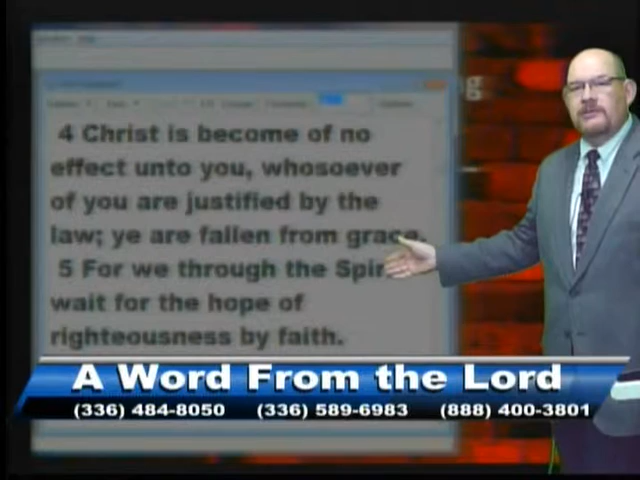 4 Christ is become of no
effect unto you, whosoever
of you are justified by the
law; ye are fallen from grace.
5 For we through the Spir
wait for the hope of
righteousness by faith.
A Word From the Lord
(336) 484-8050 (336) 589-6983 (888) 400-3801